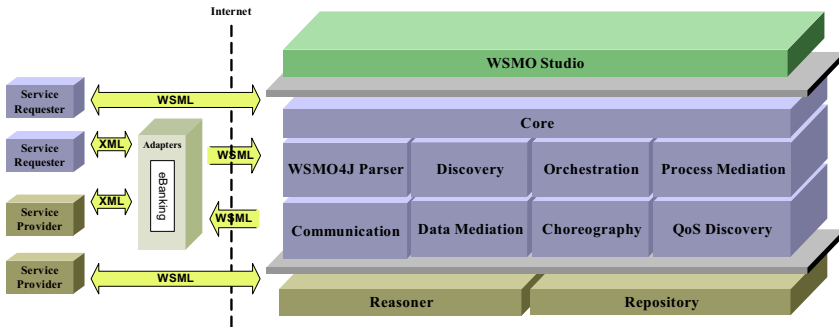 Internet
WSMO Studio
Service
Requester
WSML
Core
Service
Requester
XML
Adapters
eBanking
WSML
WSMO4J Parser
Discovery
Orchestration
Process Mediation
Service
Provider
XML
WSML
Communication
Data Mediation
Choreography
QoS Discovery
Service
Provider
WSML
Reasoner
Repository